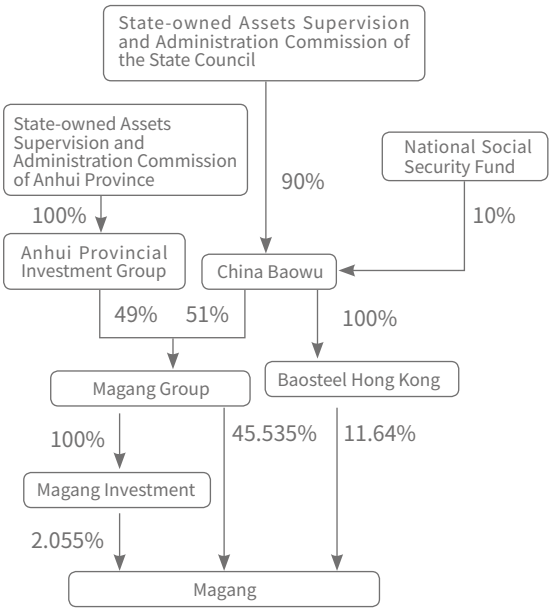 State-owned Assets Supervision
and Administration Commission of
the State Council
State-owned Assets
Supervision and
Administration Commission
of Anhui Province
National Social
Security Fund
90%
10%
100%
Anhui Provincial
Investment Group
China Baowu
49%
51%
100%
Magang Group
Baosteel Hong Kong
100%
45.535%
11.64%
Magang Investment
2.055%
Magang